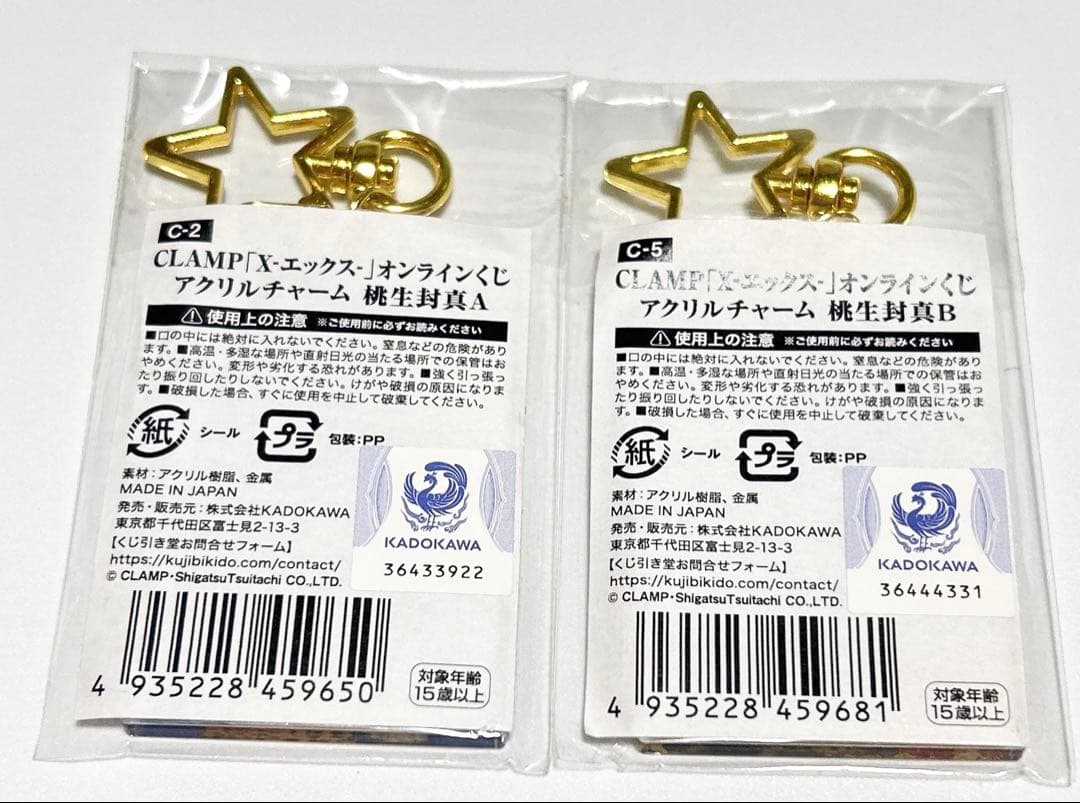 C-2
CLAMP「X-エックス-」オンラインくじ
アクリルチャーム 桃生封真A
使用上の注意 ※ご使用前に必ずお読みください
■口の中には絶対に入れないでください。窒息などの危険があり
ます。■高温・多湿な場所や直射日光の当たる場所での保管はお
やめください。変形や劣化する恐れがあります。■強く引っ張っ
たり振り回したりしないでください。けがや破損の原因になりま
す。■破損した場合、すぐに使用を中止して破棄してください。
紙 シール プラ 包装:PP
素材:アクリル樹脂、金属
MADE IN JAPAN
発売・販売元:株式会社KADOKAWA
東京都千代田区富士見2-13-3
【くじ引き堂お問合せフォーム】
https://kujibikido.com/contact/
© CLAMP・ShigatsuTsuitachi CO.,LTD.
KADOKAWA
36433922
4 935228 459650
対象年齢
15歳以上
C-5
CLAMP「X-エックス-」オンラインくじ
アクリルチャーム 桃生封真B
使用上の注意 ※ご使用前に必ずお読みください
■口の中には絶対に入れないでください。窒息などの危険があり
ます。■高温・多湿な場所や直射日光の当たる場所での保管はお
やめください。変形や劣化する恐れがあります。■強く引っ張っ
たり振り回したりしないでください。けがや破損の原因になりま
す。■破損した場合、すぐに使用を中止して破棄してください。
紙 シール プラ 包装:PP
素材:アクリル樹脂、金属
MADE IN JAPAN
発売・販売元:株式会社KADOKAWA
東京都千代田区富士見2-13-3
【くじ引き堂お問合せフォーム】
https://kujibikido.com/contact/
© CLAMP・ShigatsuTsuitachi CO.,LTD.
KADOKAWA
36444331
4 935228 459681
対象年齢
15歳以上